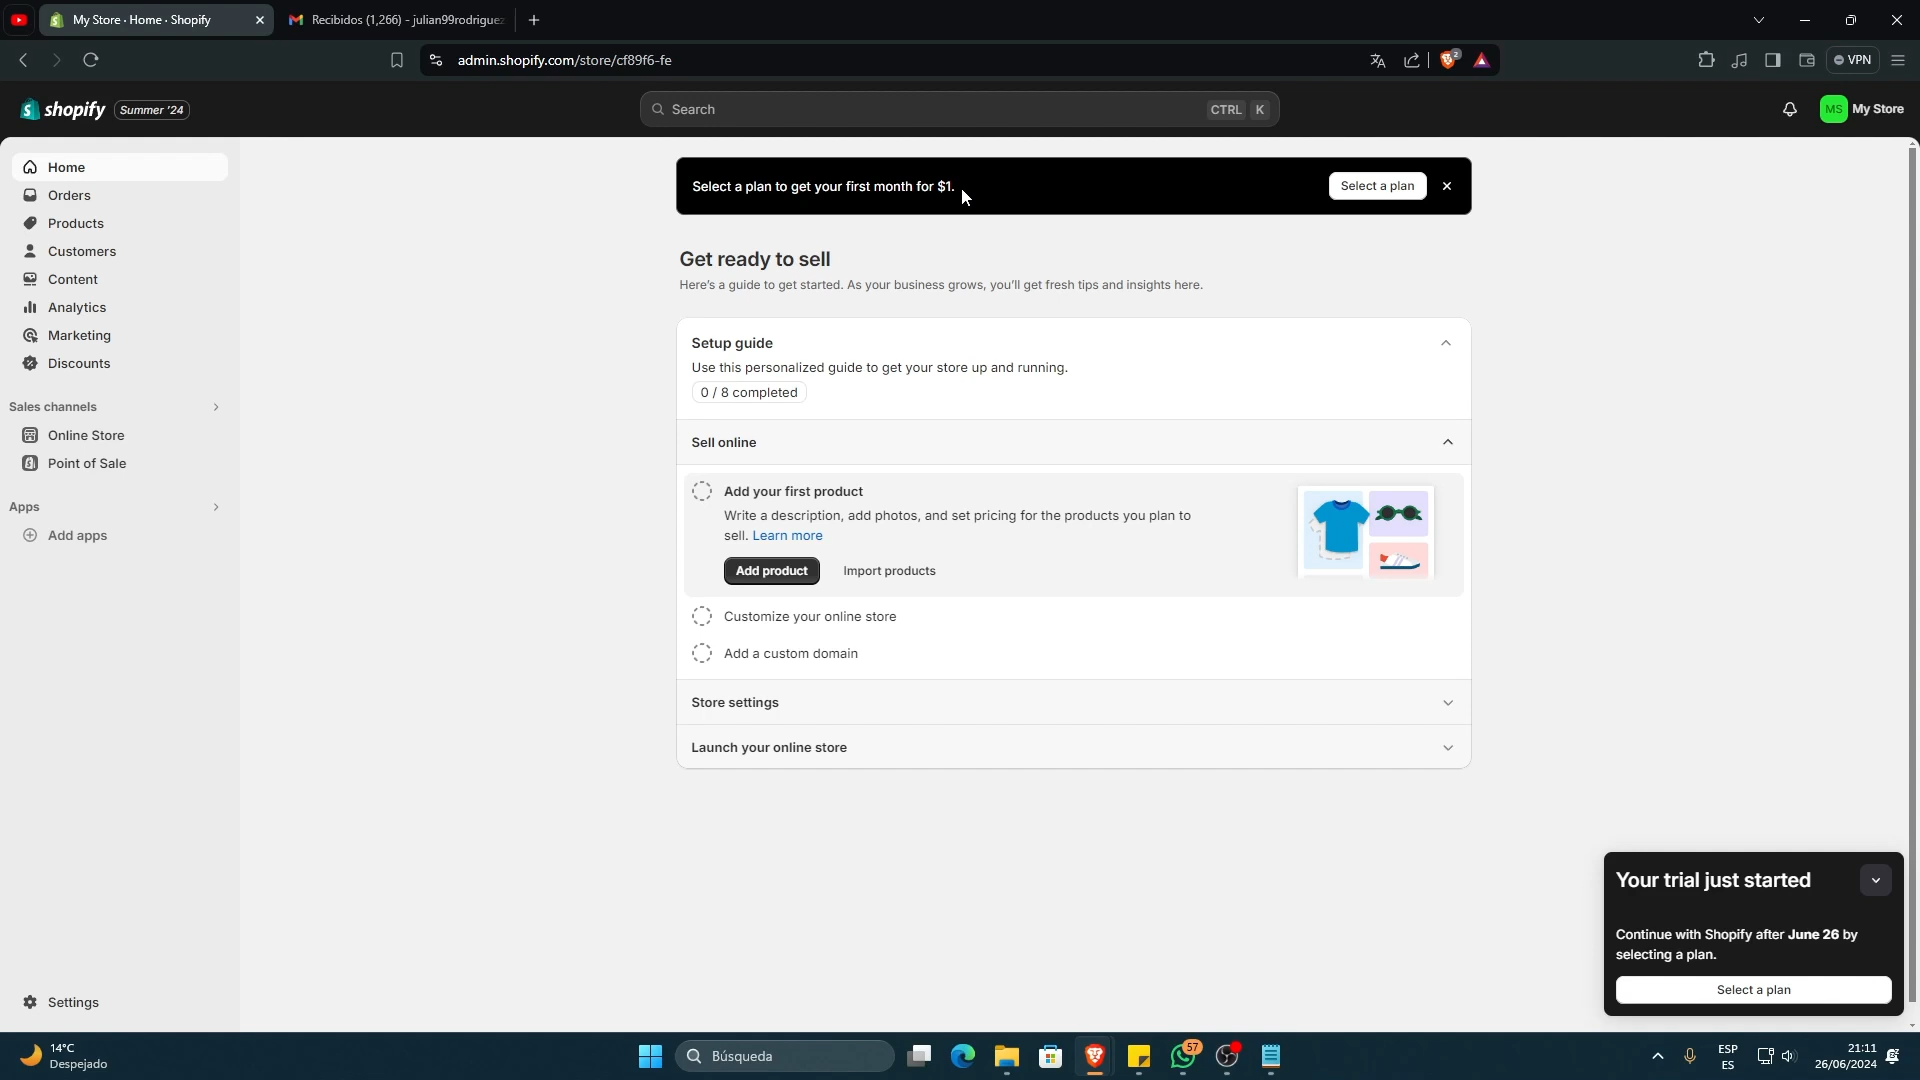 My Store · Home · Shopify
Recibidos (1,266) - julian99rodriguez
admin.shopify.com/store/cf89f6-fe
2
VPN
shopify
Summer '24
Search
CTRL K
MS
My Store
Home
Orders
Products
Customers
Content
Analytics
Marketing
Discounts
Sales channels
Online Store
Point of Sale
Apps
Add apps
Settings
Select a plan to get your first month for $1.
Select a plan
Get ready to sell
Here's a guide to get started. As your business grows, you'll get fresh tips and insights here.
Setup guide
Use this personalized guide to get your store up and running.
0 / 8 completed
Sell online
Add your first product
Write a description, add photos, and set pricing for the products you plan to
sell. Learn more
Add product
Import products
Customize your online store
Add a custom domain
Store settings
Launch your online store
Your trial just started
Continue with Shopify after June 26 by
selecting a plan.
Select a plan
14°C
Despejado
Búsqueda
57
ESP
ES
21:11
26/06/2024